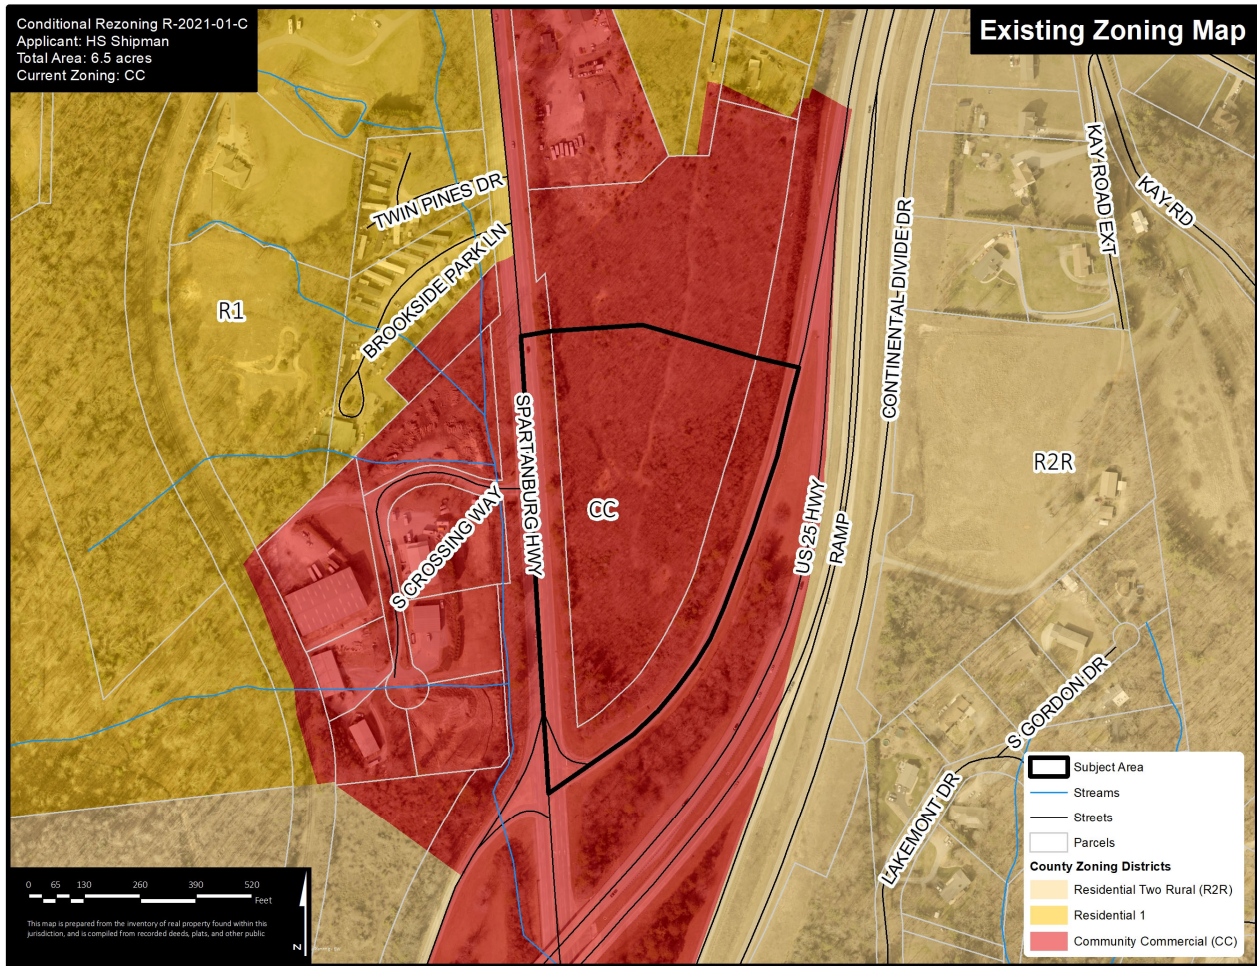 Conditional Rezoning R-2021-01-C
Applicant: HS Shipman
Total Area: 6.5 acres
Current Zoning: CC
Existing Zoning Map
TWIN PINES DR
BROOKSIDE PARK LN
R1
KAY ROAD EXT
KAY RD
CONTINENTAL DIVIDE DR
SPARTANBURG HWY
CC
S CROSSING WAY
US 25 HWY
RAMP
R2R
S GORDON DR
LAKEMONT DR
Subject Area
Streams
Streets
Parcels
County Zoning Districts
Residential Two Rural (R2R)
Residential 1
Community Commercial (CC)
0 65 130 260 390 520
Feet
This map is prepared from the inventory of real property found within this
jurisdiction, and is compiled from recorded deeds, plats, and other public
N